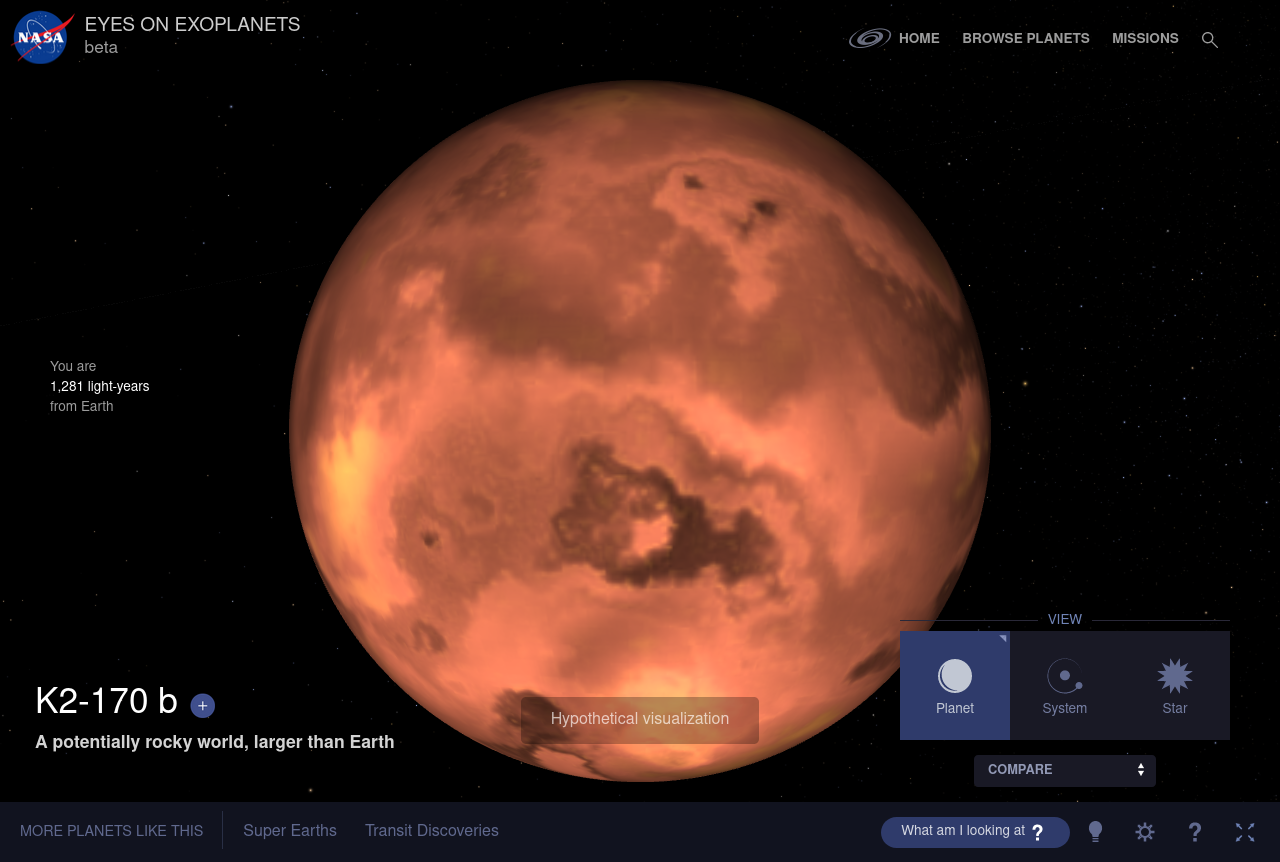 NASA
EYES ON EXOPLANETS
beta
HOME
BROWSE PLANETS
MISSIONS
You are
1,281 light-years
from Earth
VIEW
Planet
System
Star
K2-170 b +
A potentially rocky world, larger than Earth
Hypothetical visualization
COMPARE
MORE PLANETS LIKE THIS
Super Earths
Transit Discoveries
What am I looking at ?
?